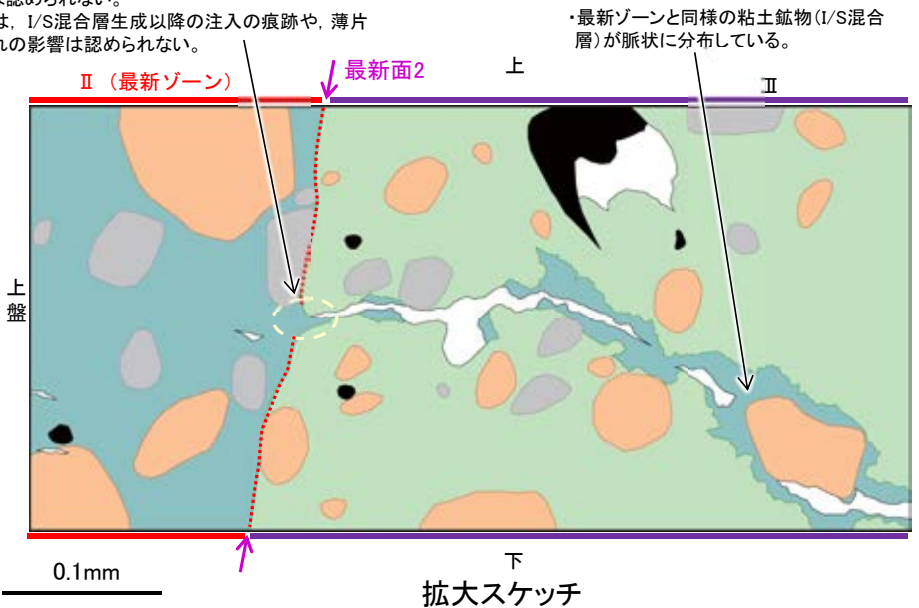 は，I/S混合層生成以降の注入の痕跡や，薄片
れの影響は認められない。
・最新ゾーンと同様の粘土鉱物（I/S混合
層）が脈状に分布している。
Ⅱ （最新ゾーン）
最新面2
上
Ⅱ
上
盤
下
0.1mm
拡大スケッチ